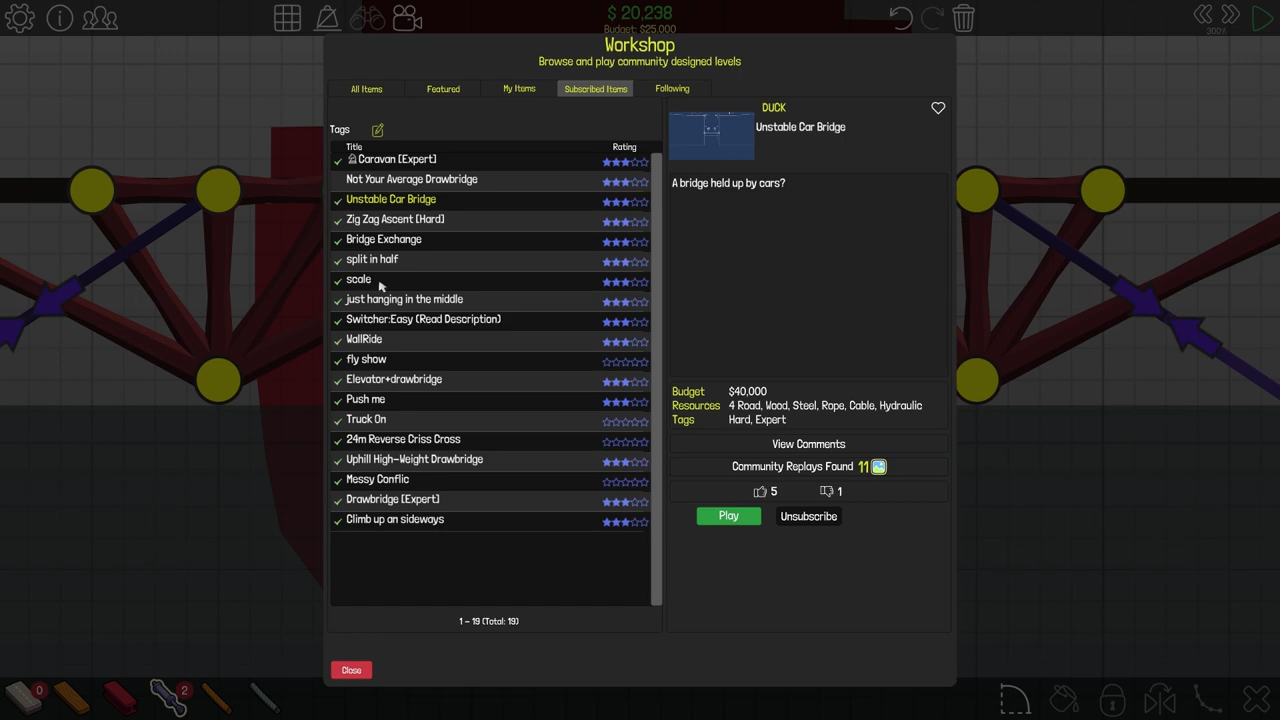 $ 20,238
Budget: $25,000
300%
Workshop
Browse and play community designed levels
All Items
Featured
My Items
Subscribed Items
Following
Tags
Title
Rating
Caravan [Expert]
Not Your Average Drawbridge
Unstable Car Bridge
Zig Zag Ascent [Hard]
Bridge Exchange
split in half
scale
just hanging in the middle
Switcher:Easy (Read Description)
WallRide
fly show
Elevator+drawbridge
Push me
Truck On
24m Reverse Criss Cross
Uphill High-Weight Drawbridge
Messy Conflic
Drawbridge [Expert]
Climb up an sideways
1 - 19 (Total: 19)
Close
DUCK
Unstable Car Bridge
A bridge held up by cars?
Budget $40,000
Resources 4 Road, Wood, Steel, Rope, Cable, Hydraulic
Tags Hard, Expert
View Comments
Community Replays Found 11
5
1
Play
Unsubscribe
0
2